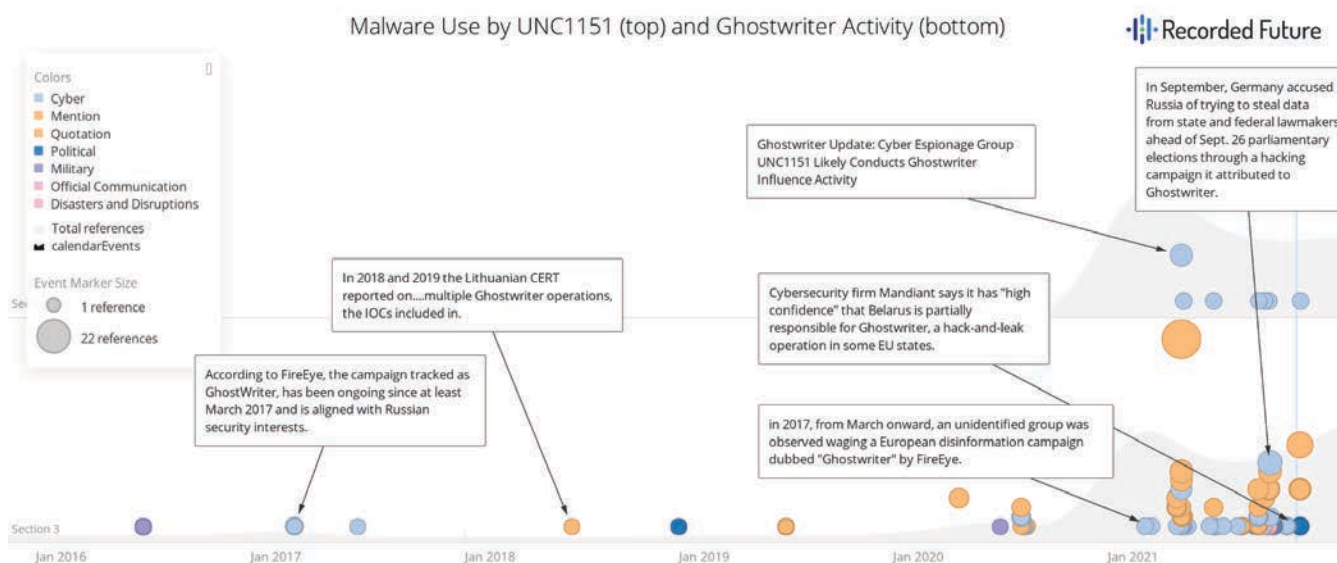 Malware Use by UNC1151 (top) and Ghostwriter Activity (bottom)
Recorded Future
Colors
Cyber
Mention
Quotation
Political
Military
Official Communication
Disasters and Disruptions
Total references
calendarEvents
Event Marker Size
1 reference
22 references
In September, Germany accused
Russia of trying to steal data
from state and federal lawmakers
ahead of Sept. 26 parliamentary
elections through a hacking
campaign it attributed to
Ghostwriter.
Ghostwriter Update: Cyber Espionage Group
UNC1151 Likely Conducts Ghostwriter
Influence Activity
In 2018 and 2019 the Lithuanian CERT
reported on....multiple Ghostwriter operations,
the IOCs included in.
Cybersecurity firm Mandiant says it has "high
confidence" that Belarus is partially
responsible for Ghostwriter, a hack-and-leak
operation in some EU states.
According to FireEye, the campaign tracked as
GhostWriter, has been ongoing since at least
March 2017 and is aligned with Russian
security interests.
in 2017, from March onward, an unidentified group was
observed waging a European disinformation campaign
dubbed "Ghostwriter" by FireEye.
Section 3
Jan 2016
Jan 2017
Jan 2018
Jan 2019
Jan 2020
Jan 2021